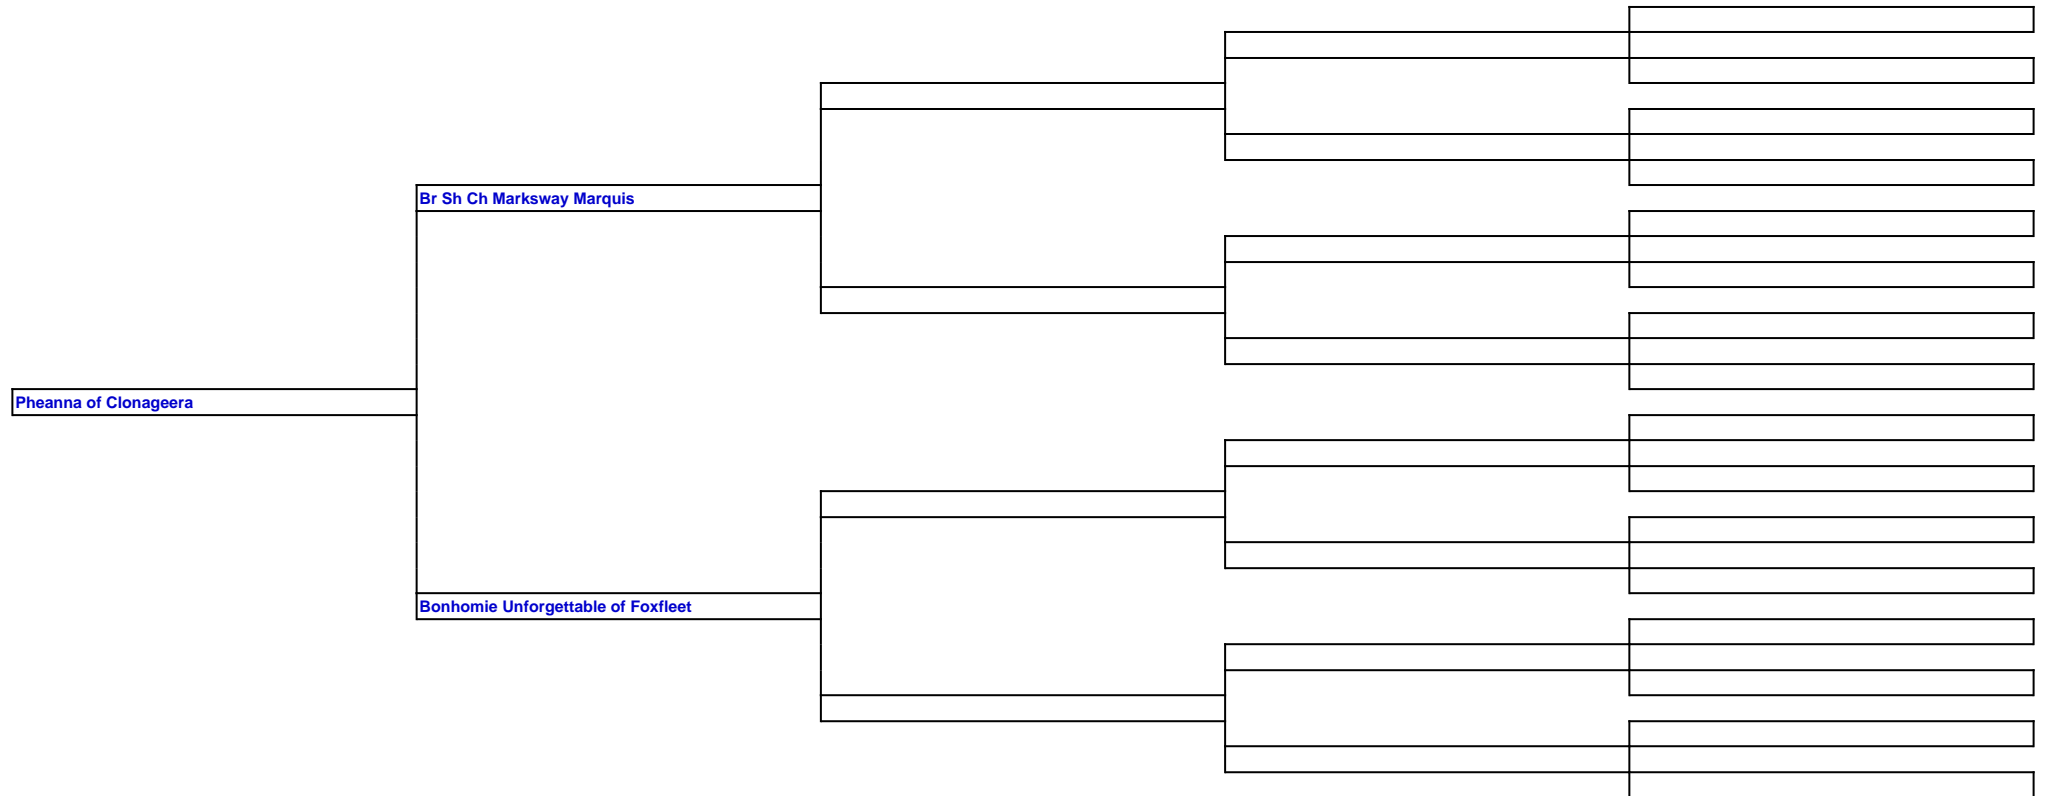 Br Sh Ch Marksway Marquis
Pheanna of Clonageera
Bonhomie Unforgettable of Foxfleet